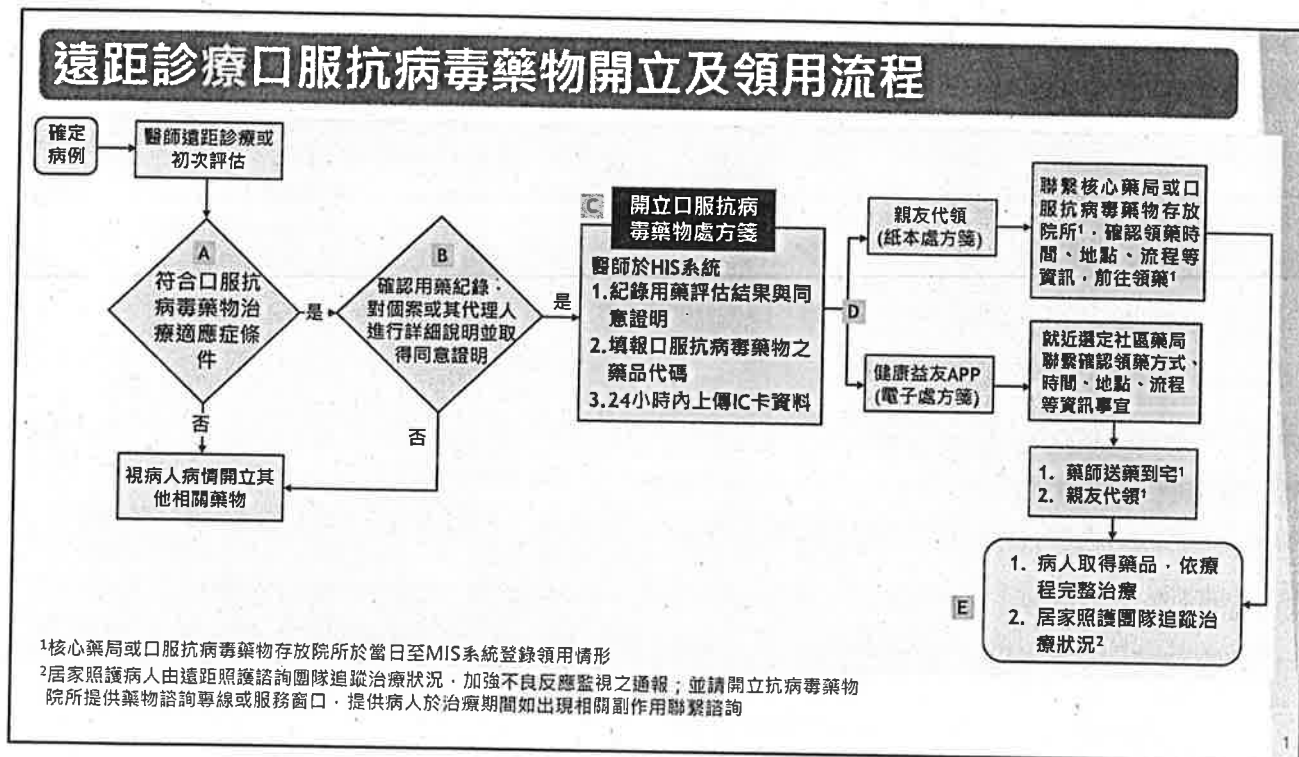 遠距診療口服抗病毒藥物開立及領用流程
確定
病例
醫師遠距診療或
初次評估
A
符合口服抗
病毒藥物治
療適應症條
件
是
否
B
確認用藥紀錄，
對個案或其代理人
進行詳細說明並取
得同意證明
是
否
視病人病情開立其
他相關藥物
C
開立口服抗病
毒藥物處方箋
醫師於HIS系統
1.紀錄用藥評估結果與同
意證明
2.填報口服抗病毒藥物之
藥品代碼
3.24小時內上傳IC卡資料
D
親友代領
(紙本處方箋)
聯繫核心藥局或口
服抗病毒藥物存放
院所¹，確認領藥時
間、地點、流程等
資訊，前往領藥¹
健康益友APP
(電子處方箋)
就近選定社區藥局
聯繫確認領藥方式、
時間、地點、流程
等資訊事宜
1. 藥師送藥到宅¹
2. 親友代領¹
E
1. 病人取得藥品，依療
程完整治療
2. 居家照護團隊追蹤治
療狀況²
¹核心藥局或口服抗病毒藥物存放院所於當日至MIS系統登錄領用情形
²居家照護病人由遠距照護諮詢團隊追蹤治療狀況，加強不良反應監視之通報；並請開立抗病毒藥物
院所提供藥物諮詢專線或服務窗口，提供病人於治療期間如出現相關副作用聯繫諮詢
1